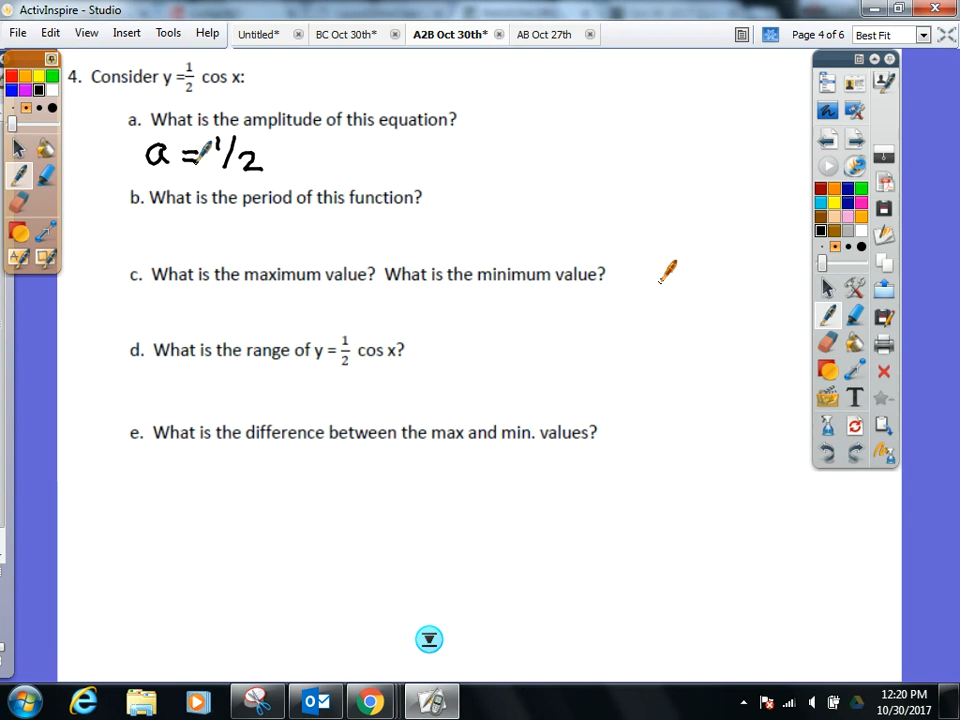 ActivInspire - Studio
File Edit View Insert Tools Help
Untitled* BC Oct 30th* A2B Oct 30th* AB Oct 27th
Page 4 of 6 Best Fit
4. Consider y = 1/2 cos x:
a. What is the amplitude of this equation?
a = 1/2
b. What is the period of this function?
c. What is the maximum value? What is the minimum value?
d. What is the range of y = 1/2 cos x?
e. What is the difference between the max and min. values?
12:20 PM
10/30/2017